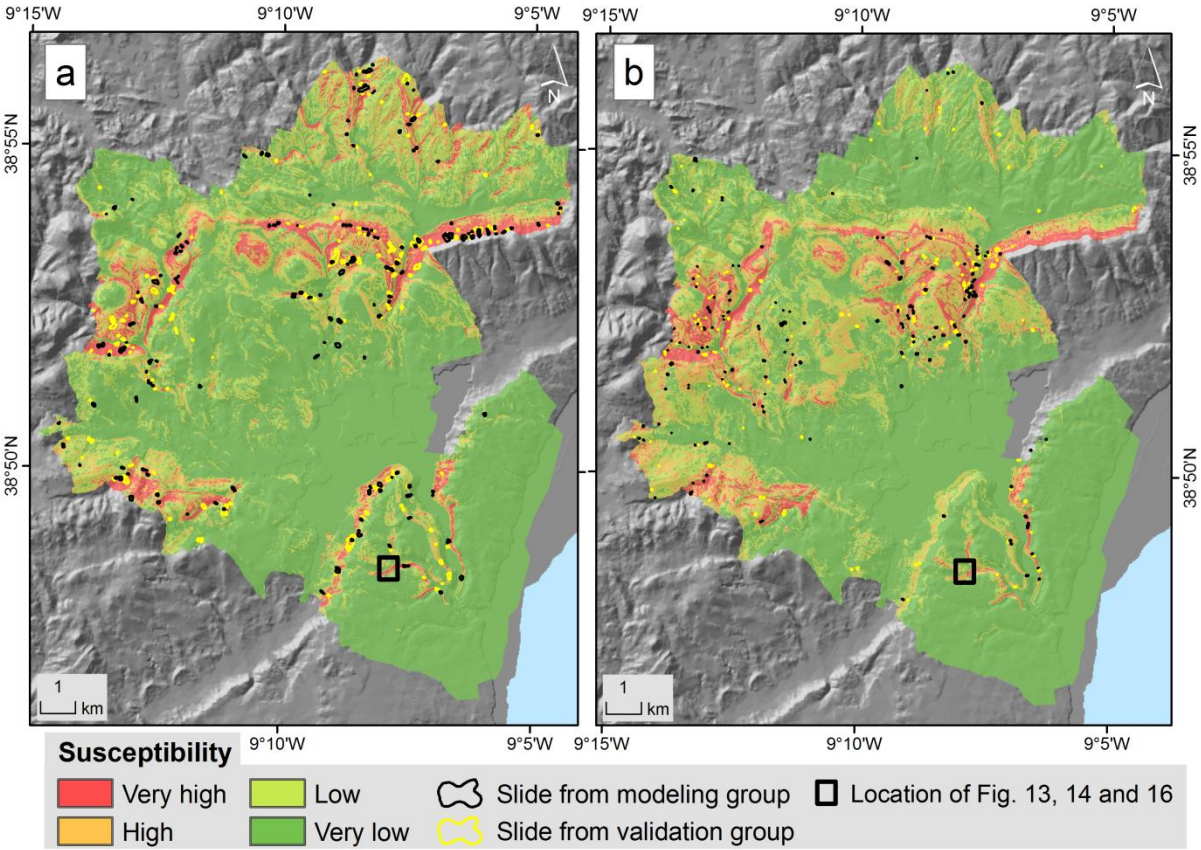 9°15'W 9°10'W 9°5'W 9°10'W 9°5'W
a
N
b
N
38°55'N
38°55'N
38°50'N
38°50'N
1
km
1
km
9°10'W 9°5'W 9°15'W 9°10'W 9°5'W
Susceptibility
Very high
Low
Slide from modeling group
Location of Fig. 13, 14 and 16
High
Very low
Slide from validation group